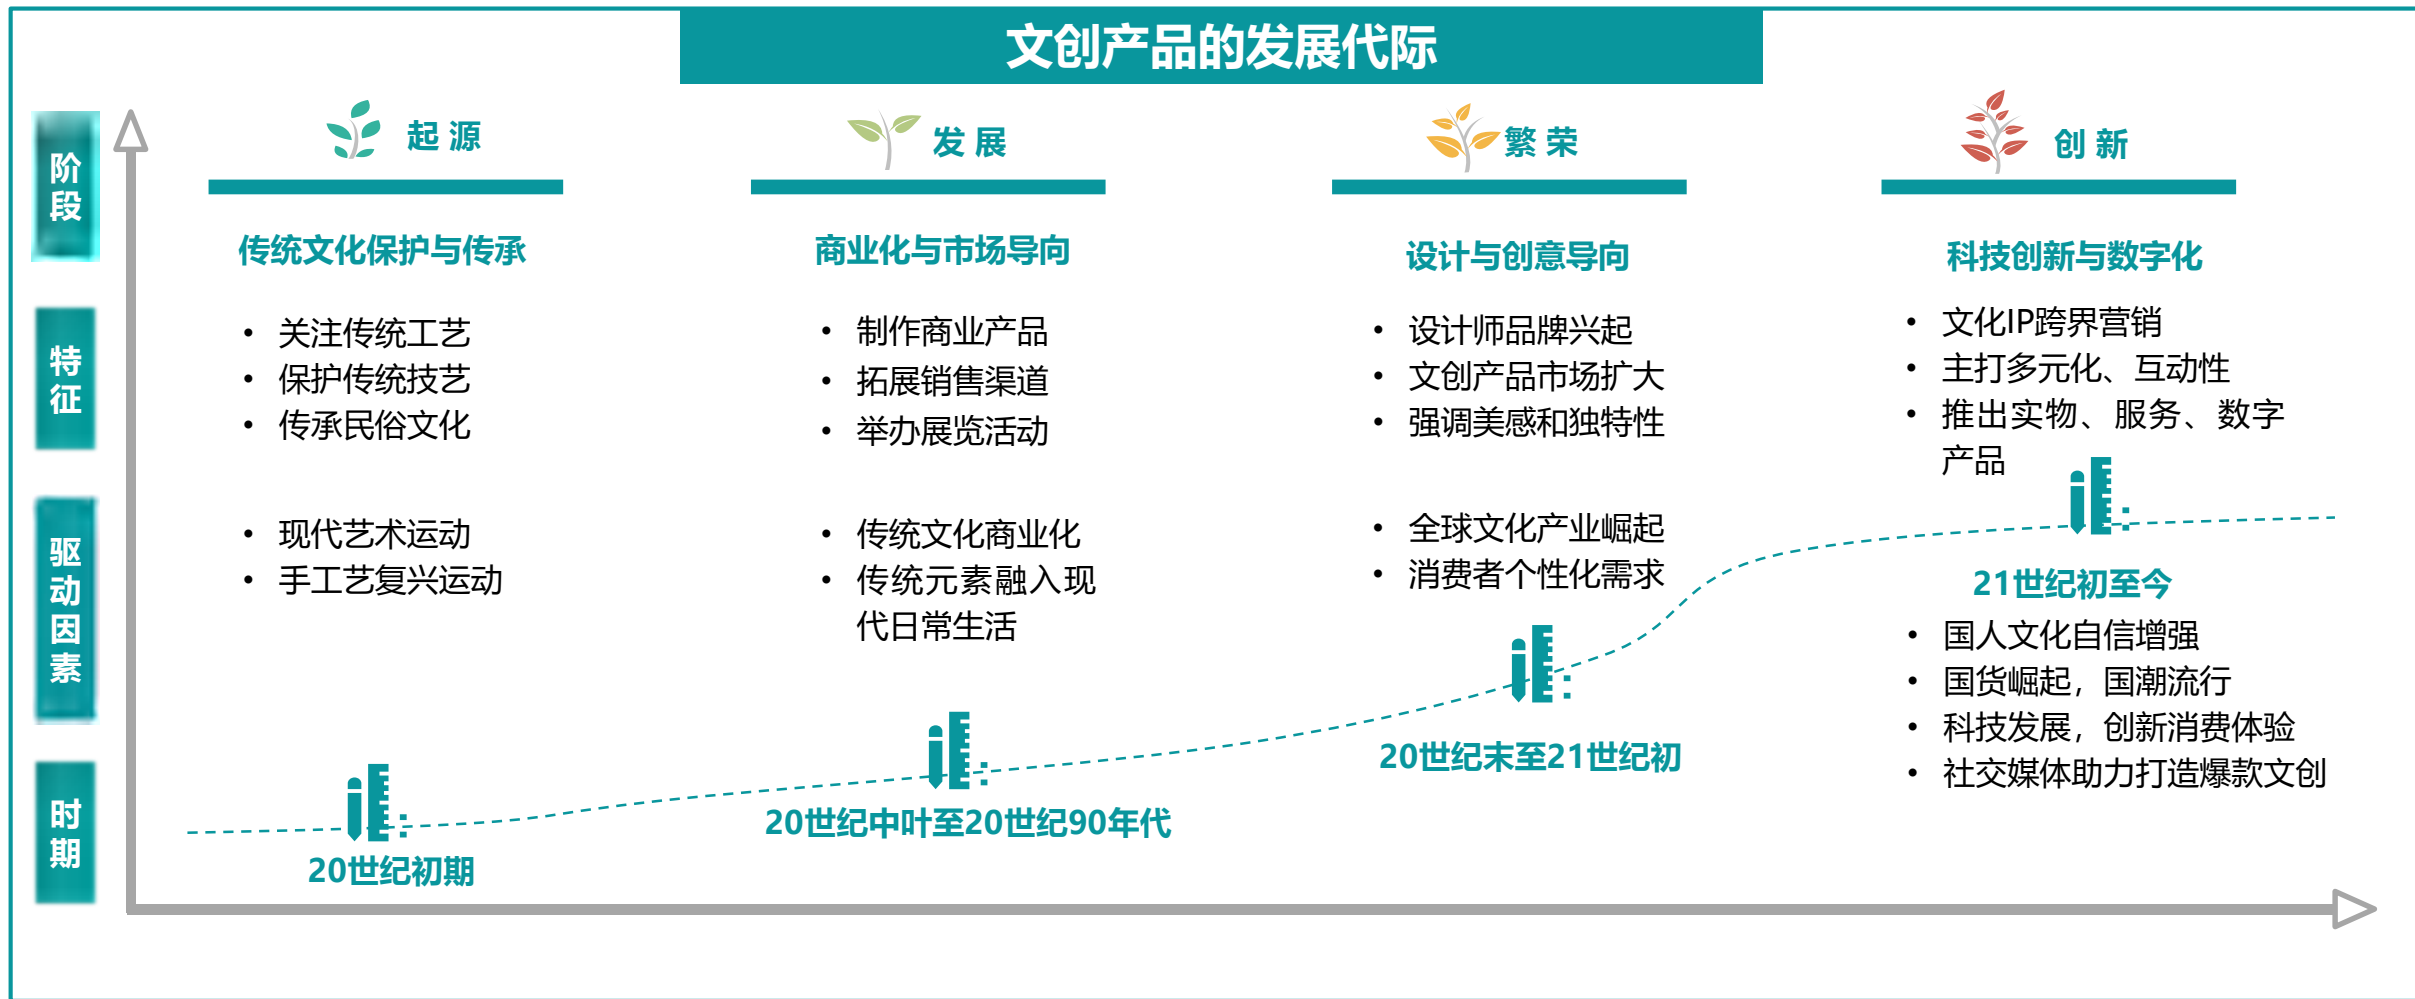 文创产品的发展代际
阶段
起源
发展
繁荣
创新
传统文化保护与传承
商业化与市场导向
设计与创意导向
科技创新与数字化
特征
• 关注传统工艺
• 保护传统技艺
• 传承民俗文化
• 制作商业产品
• 拓展销售渠道
• 举办展览活动
• 设计师品牌兴起
• 文创产品市场扩大
• 强调美感和独特性
• 文化IP跨界营销
• 主打多元化、互动性
• 推出实物、服务、数字
产品
驱动因素
• 现代艺术运动
• 手工艺复兴运动
• 传统文化商业化
• 传统元素融入现
代日常生活
• 全球文化产业崛起
• 消费者个性化需求
21世纪初至今
• 国人文化自信增强
• 国货崛起，国潮流行
• 科技发展，创新消费体验
• 社交媒体助力打造爆款文创
时期
20世纪初期
20世纪中叶至20世纪90年代
20世纪末至21世纪初